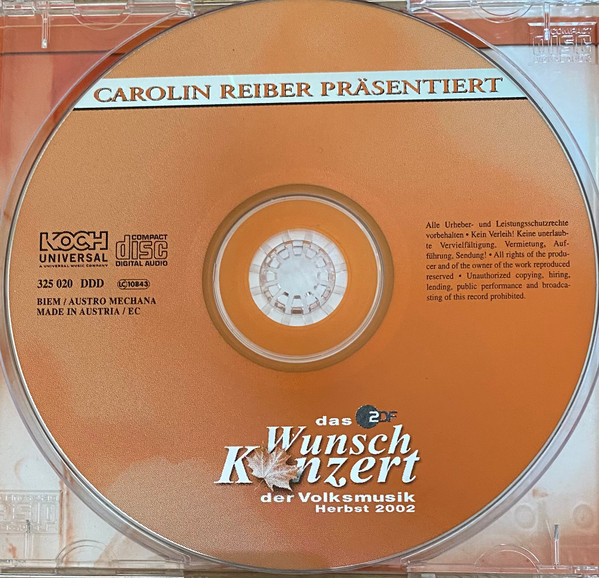 CAROLIN REIBER PRÄSENTIERT
KOCH
UNIVERSAL
A UNIVERSAL MUSIC COMPANY
COMPACT
disc
DIGITAL AUDIO
325 020 DDD
LC 10843
BIEM / AUSTRO MECHANA
MADE IN AUSTRIA / EC
Alle Urheber- und Leistungsschutzrechte
vorbehalten • Kein Verleih! Keine unerlaub-
te Vervielfältigung, Vermietung, Auf-
führung, Sendung! • All rights of the produ-
cer and of the owner of the work reproduced
reserved • Unauthorized copying, hiring,
lending, public performance and broadca-
sting of this record prohibited.
das 2DF
Wunsch
Konzert
der Volksmusik
Herbst 2002
COMPACT
disc